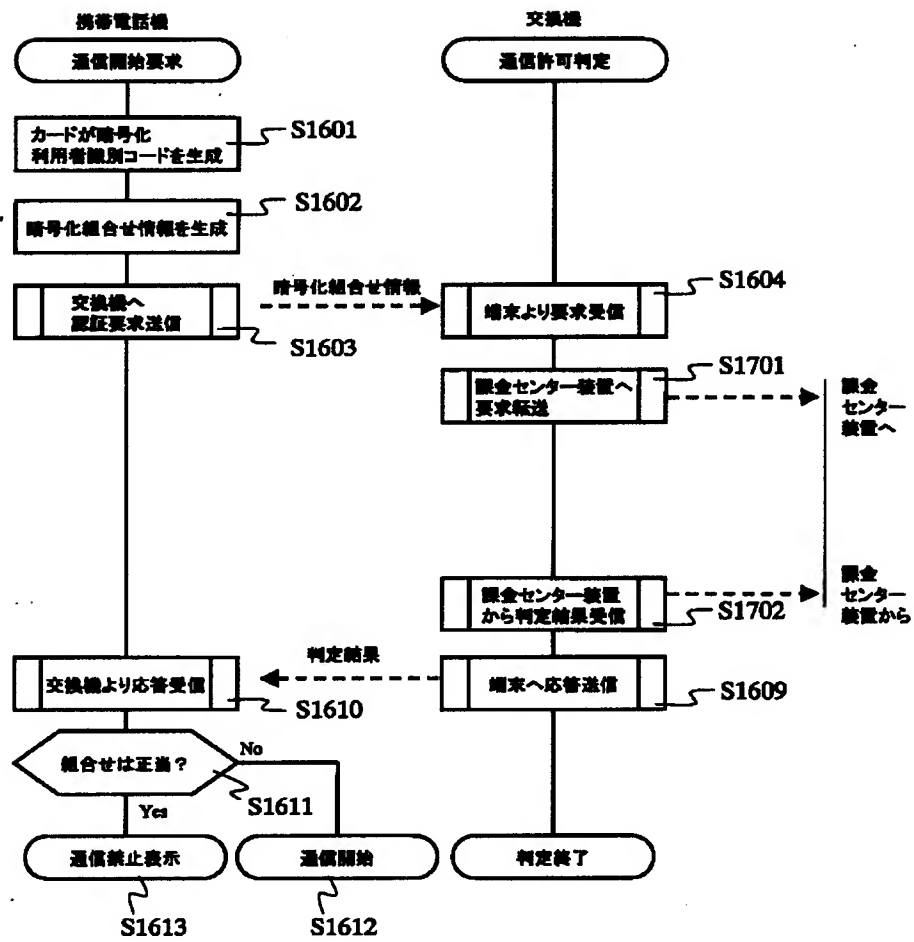 携帯電話機
交換機
通信開始要求
通信許可判定
カードが暗号化
利用者識別コードを生成
S1601
暗号化組合せ情報を生成
S1602
交換機へ
認証要求送信
S1603
暗号化組合せ情報
端末より要求受信
S1604
課金センター装置へ
要求転送
S1701
課金
センター
装置へ
課金センター装置
から判定結果受信
S1702
課金
センター
装置から
判定結果
交換機より応答受信
S1610
端末へ応答送信
S1609
組合せは正当?
S1611
No
Yes
通信禁止表示
S1613
通信開始
S1612
判定終了